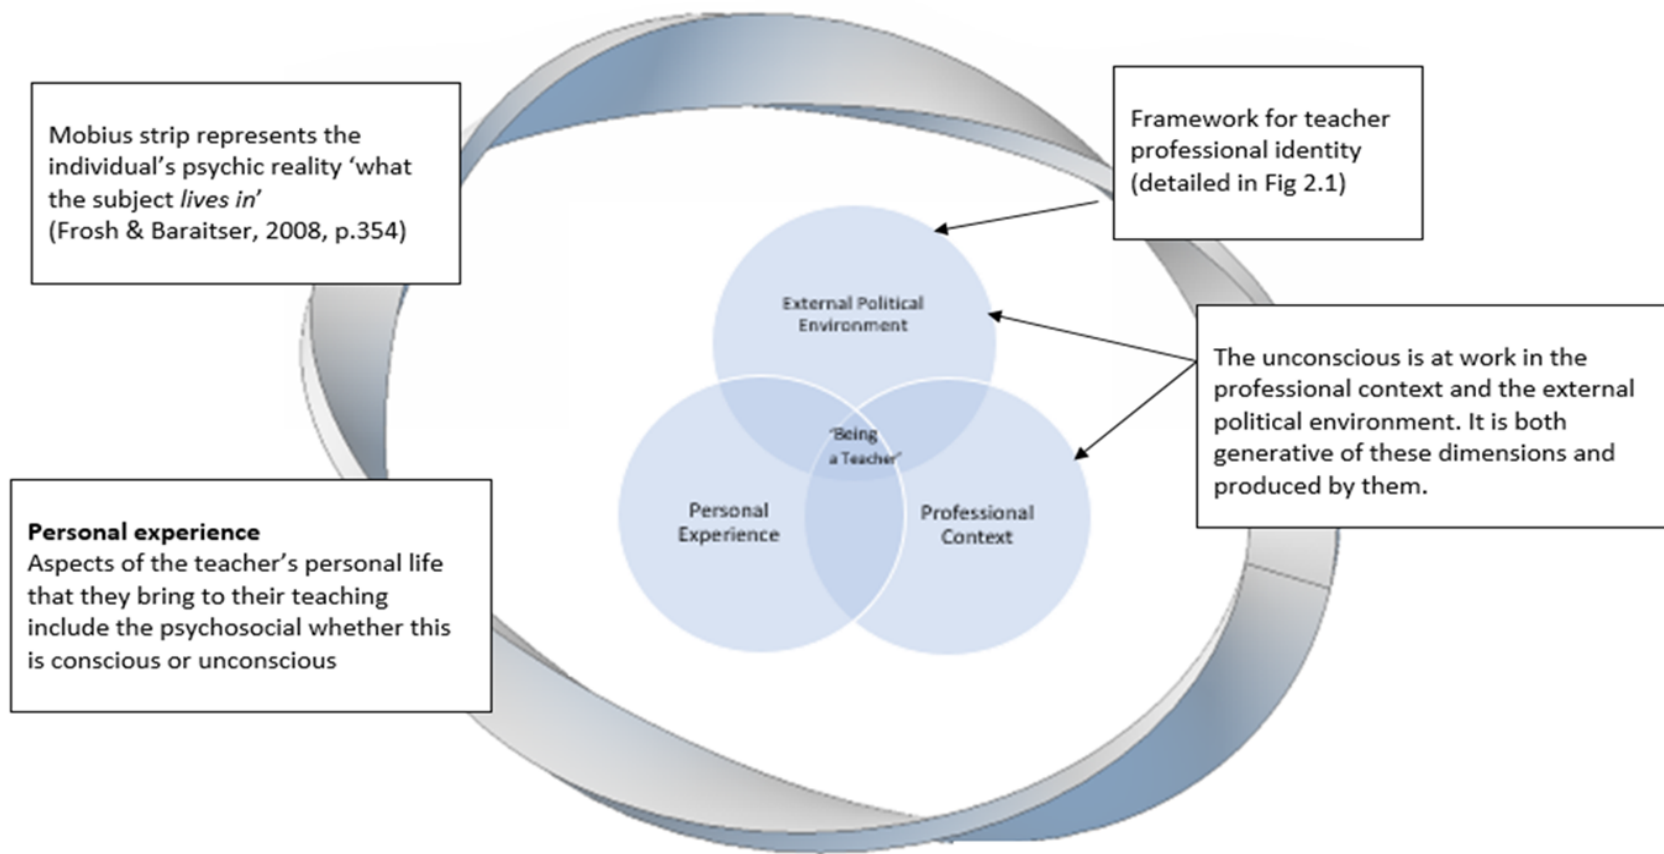 Mobius strip represents the
individual’s psychic reality ‘what
the subject lives in’
(Frosh & Baraitser, 2008, p.354)
Framework for teacher
professional identity
(detailed in Fig 2.1)
External Political
Environment
The unconscious is at work in the
professional context and the external
political environment. It is both
generative of these dimensions and
produced by them.
‘Being
a Teacher’
Personal
Experience
Professional
Context
Personal experience
Aspects of the teacher’s personal life
that they bring to their teaching
include the psychosocial whether this
is conscious or unconscious